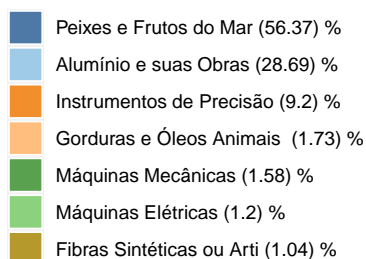 Peixes e Frutos do Mar (56.37) %
Alumínio e suas Obras (28.69) %
Instrumentos de Precisão (9.2) %
Gorduras e Óleos Animais  (1.73) %
Máquinas Mecânicas (1.58) %
Máquinas Elétricas (1.2) %
Fibras Sintéticas ou Arti (1.04) %